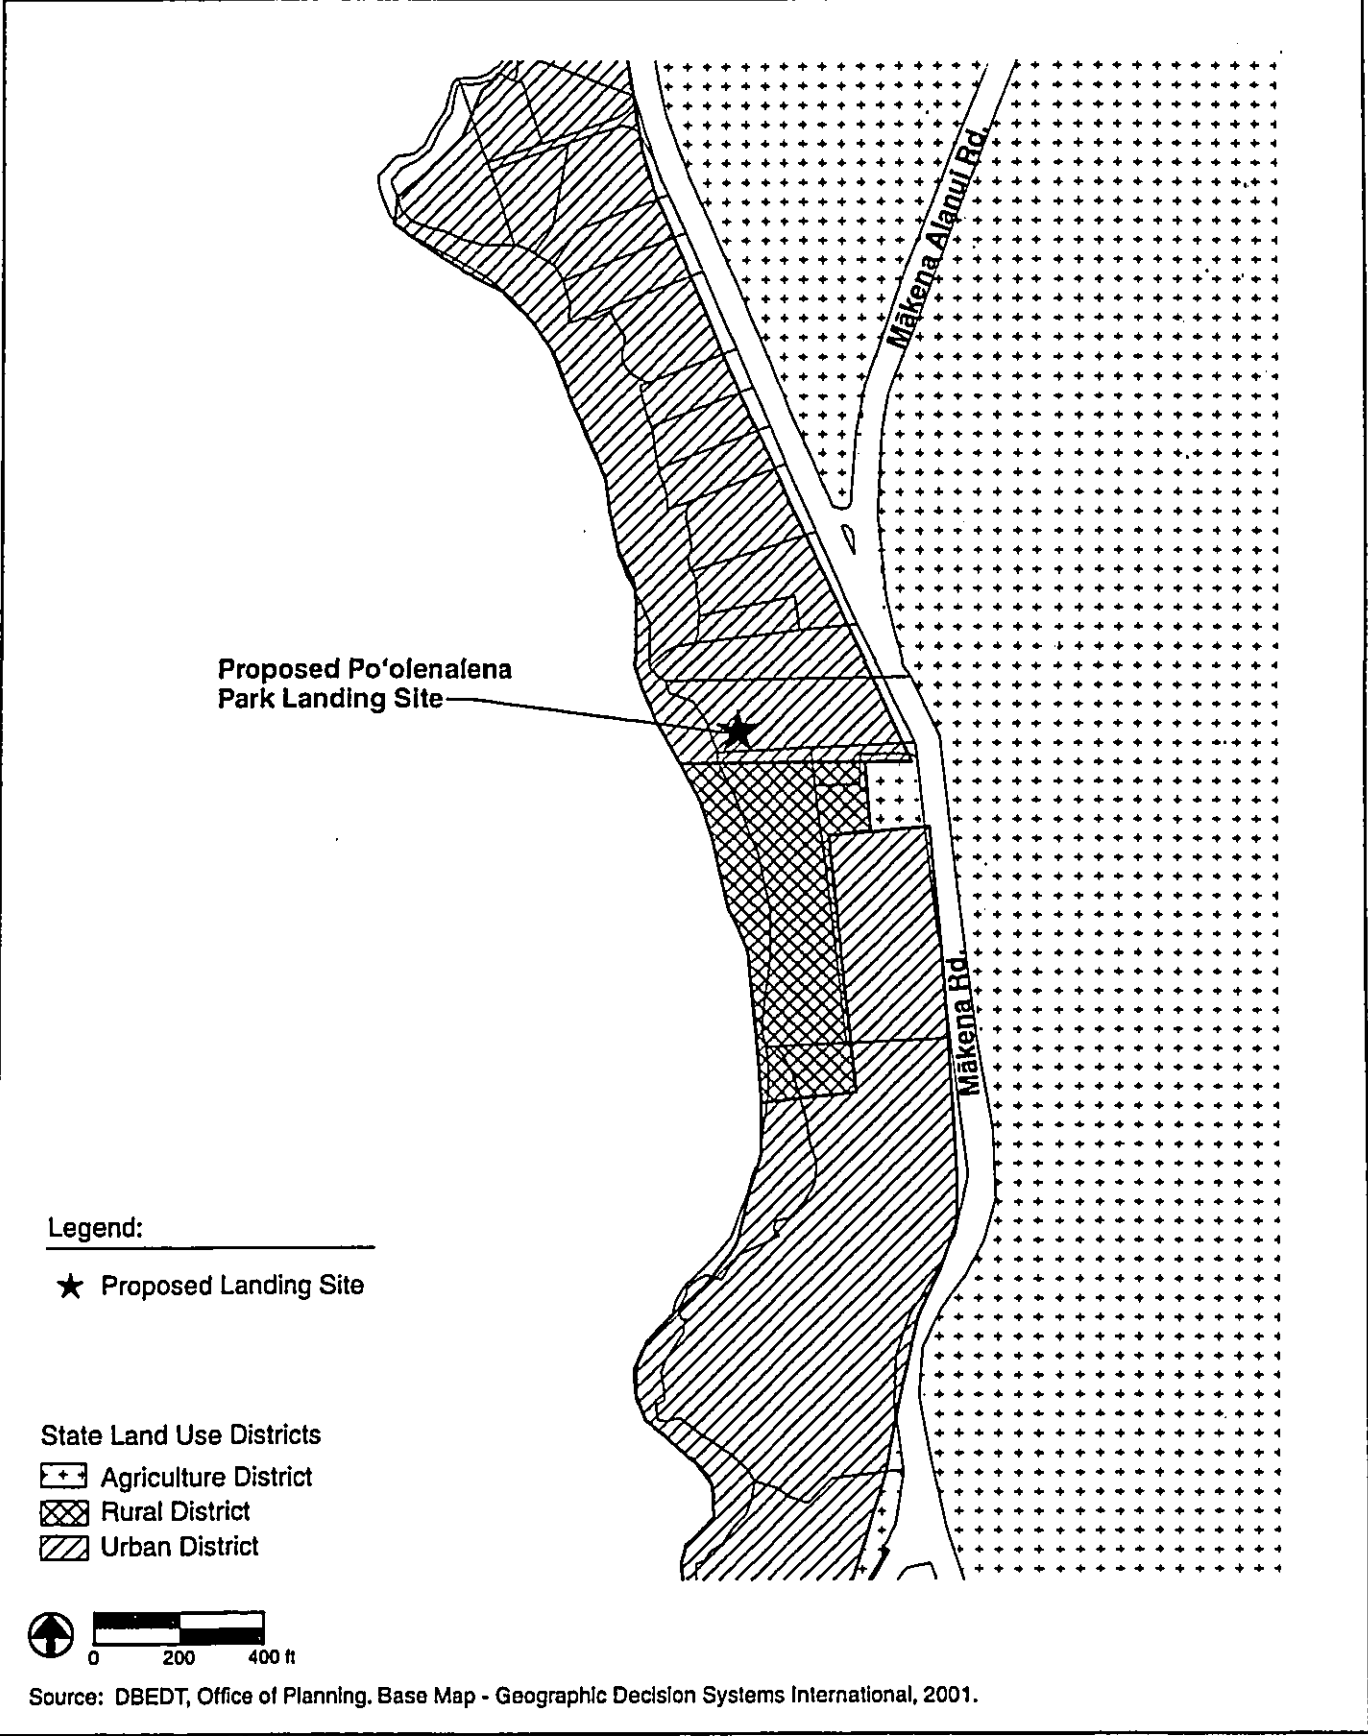 Mākena Alanui Rd.
Proposed Po‘olenalena
Park Landing Site
Mākena Rd.
Legend:
★ Proposed Landing Site
State Land Use Districts
Agriculture District
Rural District
Urban District
0 200 400 ft
Source: DBEDT, Office of Planning. Base Map - Geographic Decision Systems International, 2001.